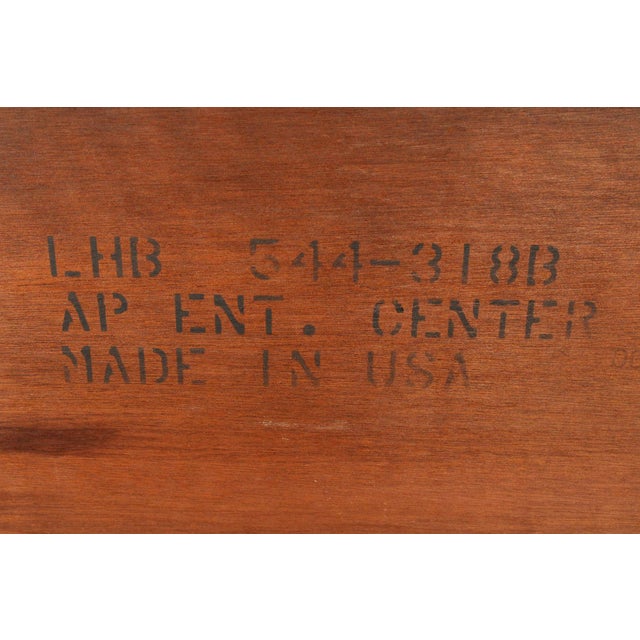 LHB 544-318B
AP ENT. CENTER
MADE IN USA